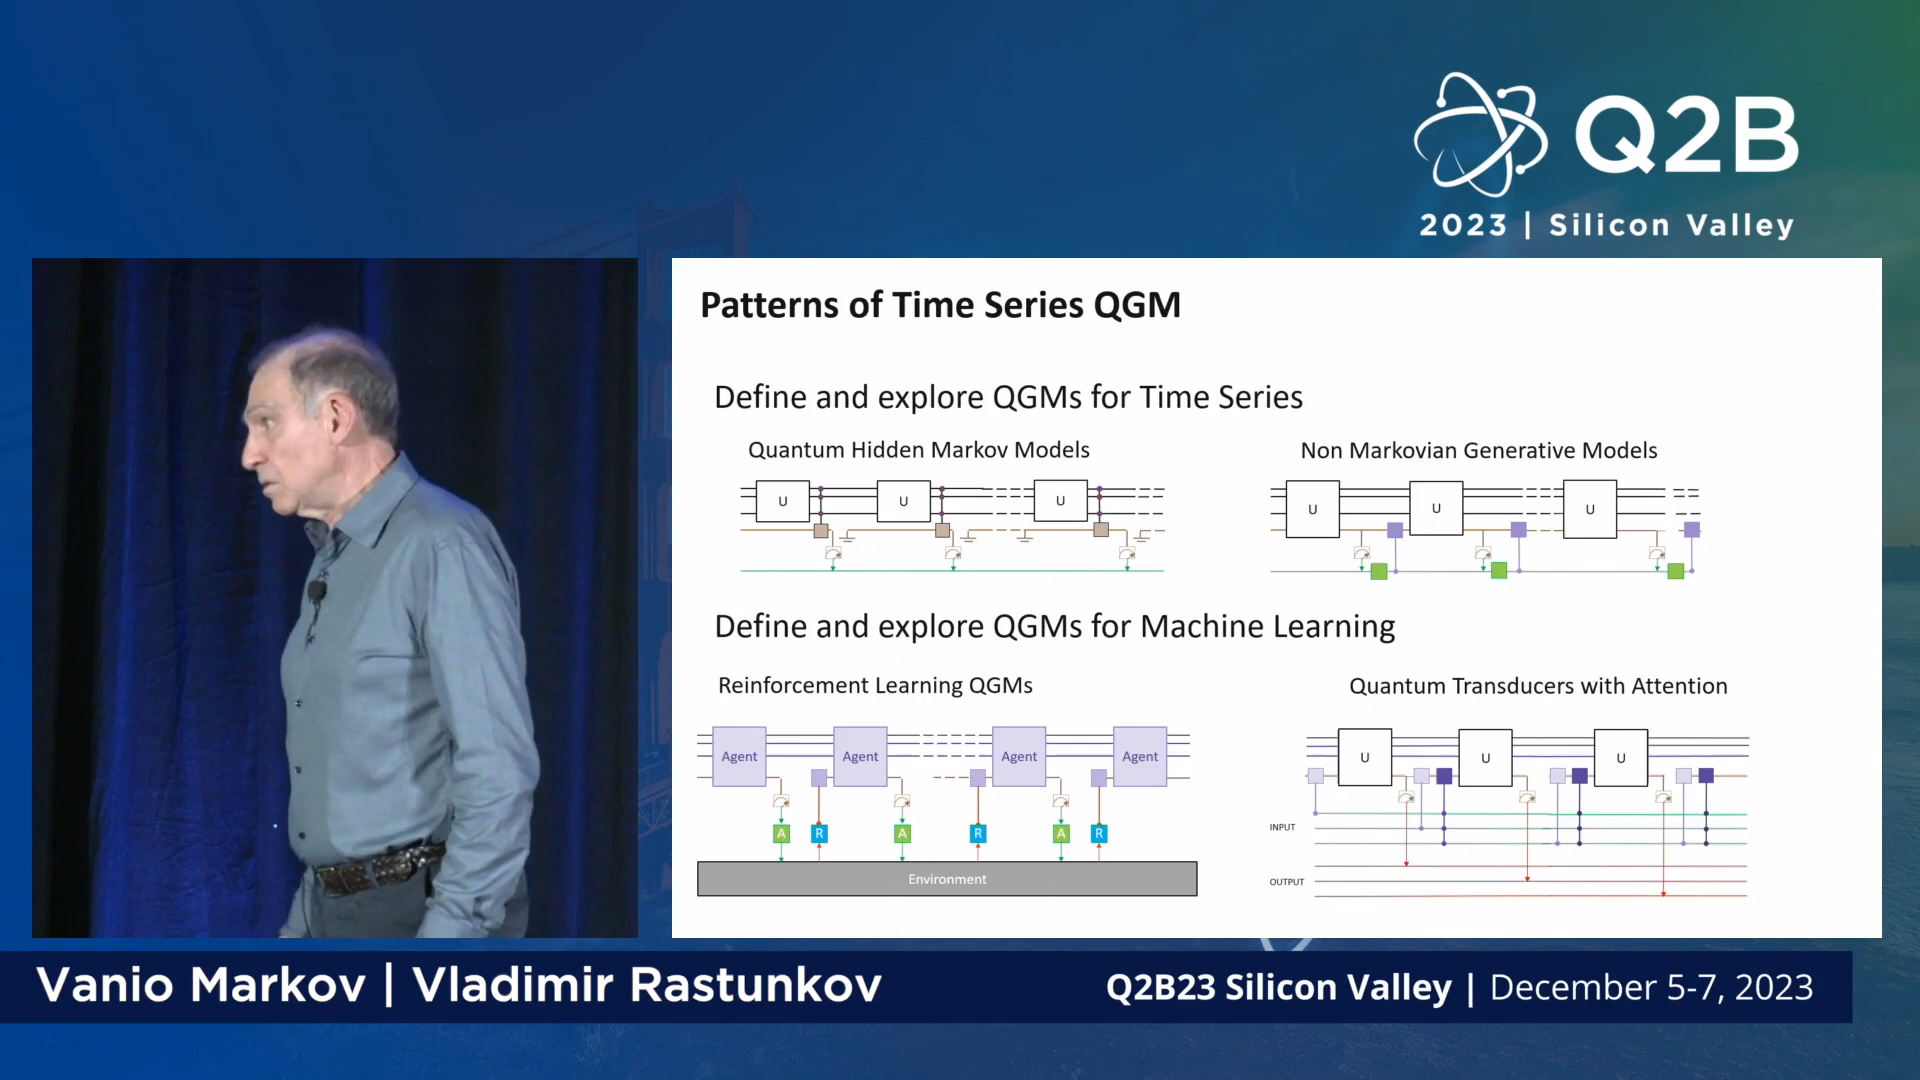 Q2B
2023 | Silicon Valley
Patterns of Time Series QGM
Define and explore QGMs for Time Series
Quantum Hidden Markov Models
Non Markovian Generative Models
U U U
U U U
Define and explore QGMs for Machine Learning
Reinforcement Learning QGMs
Quantum Transducers with Attention
Agent Agent Agent Agent
U U U
A R A R A R
INPUT
Environment
OUTPUT
Vanio Markov | Vladimir Rastunkov
Q2B23 Silicon Valley | December 5-7, 2023